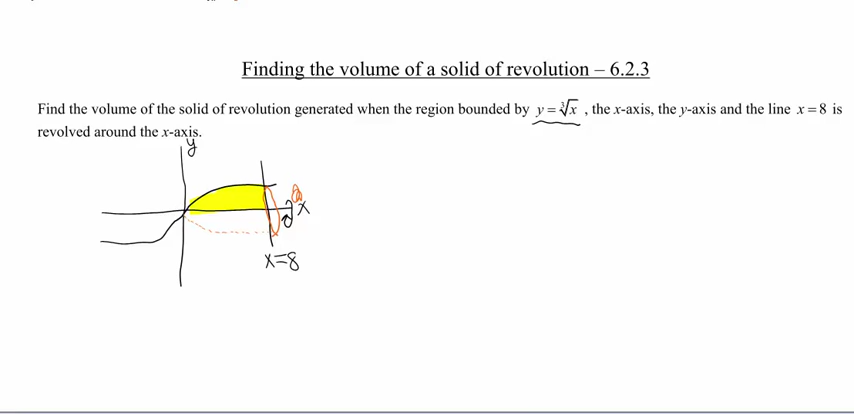 Finding the volume of a solid of revolution – 6.2.3
Find the volume of the solid of revolution generated when the region bounded by y = ∛x , the x-axis, the y-axis and the line x = 8 is
revolved around the x-axis.
y
x
x=8